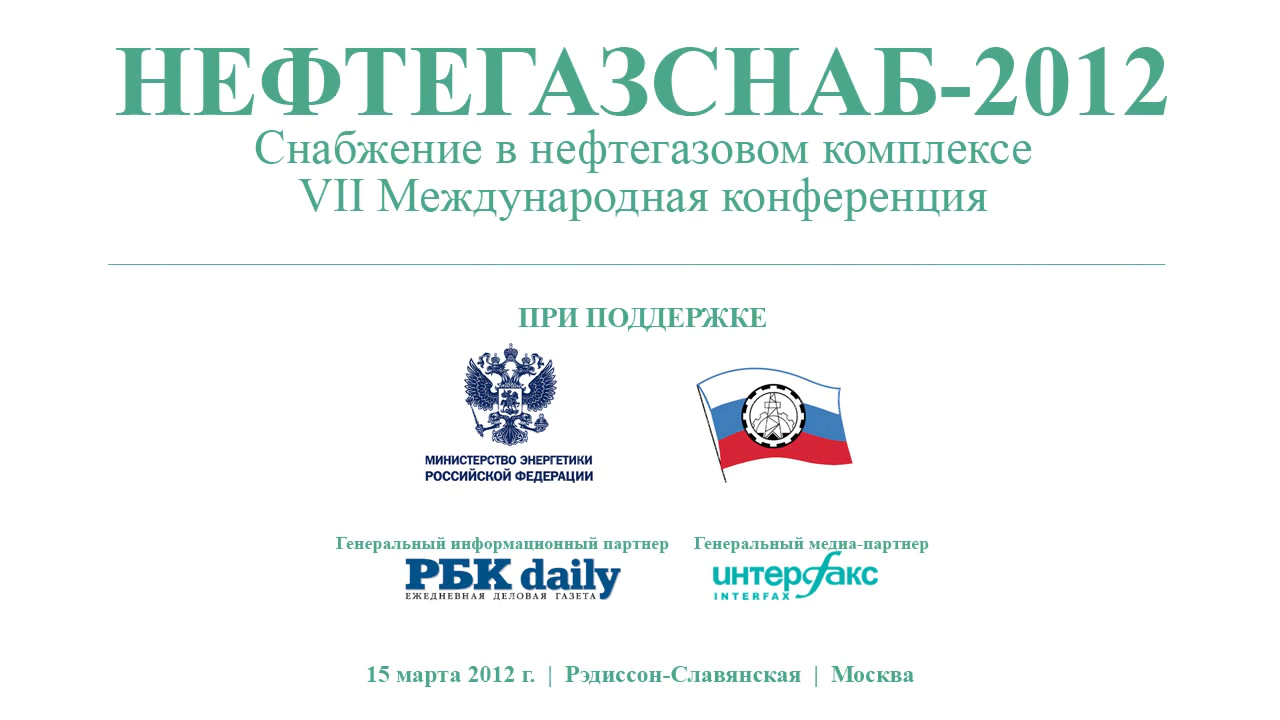 НЕФТЕГАЗСНАБ-2012
Снабжение в нефтегазовом комплексе
VII Международная конференция
ПРИ ПОДДЕРЖКЕ
МИНИСТЕРСТВО ЭНЕРГЕТИКИ
РОССИЙСКОЙ ФЕДЕРАЦИИ
Генеральный информационный партнер
РБК daily
ЕЖЕДНЕВНАЯ ДЕЛОВАЯ ГАЗЕТА
Генеральный медиа-партнер
интерфакс
INTERFAX
15 марта 2012 г. | Рэдиссон-Славянская | Москва